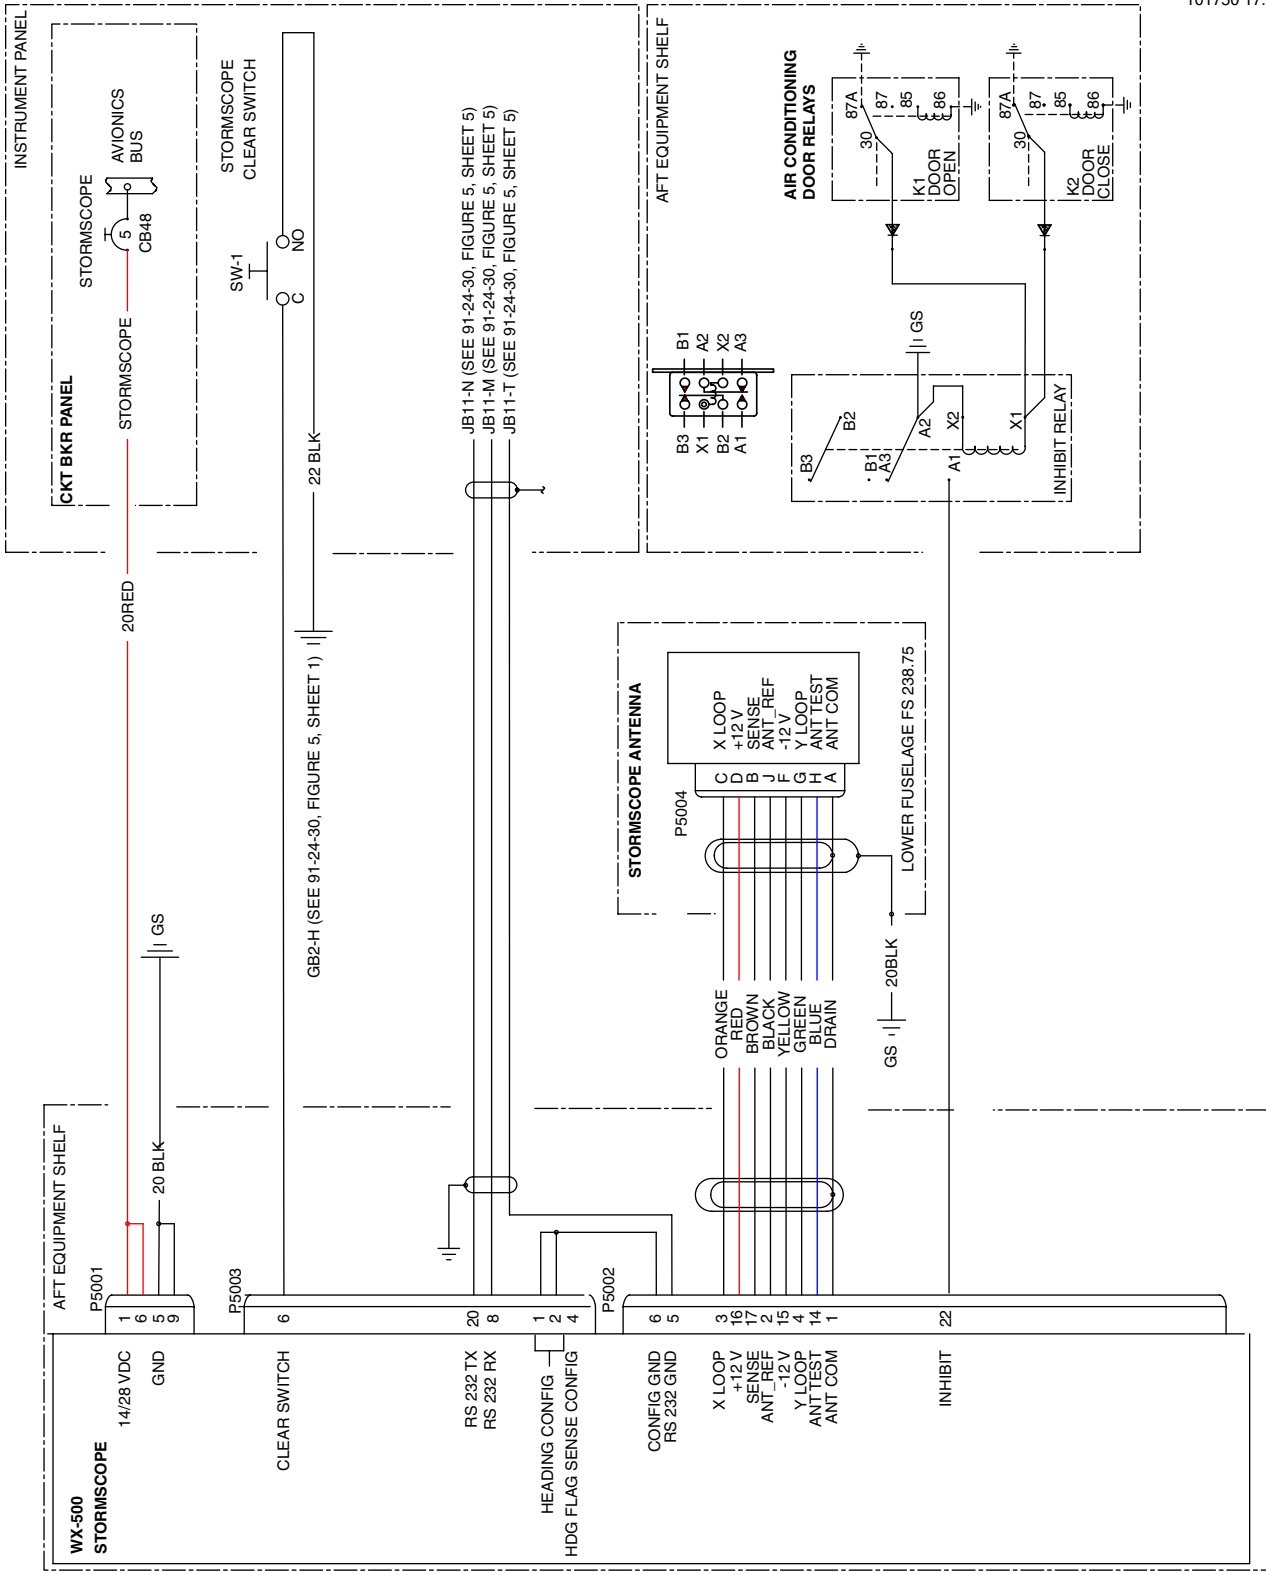 WX-500
STORMSCOPE
AFT EQUIPMENT SHELF
P5001
1
6
5
9
14/28 VDC
GND
P5003
6
20
8
1
2
4
CLEAR SWITCH
RS 232 TX
RS 232 RX
HEADING CONFIG
HDG FLAG SENSE CONFIG
P5002
6
5
3
16
17
2
15
4
14
1
22
CONFIG GND
RS 232 GND
X LOOP
+12 V
SENSE
ANT_REF
-12 V
Y LOOP
ANT TEST
ANT COM
INHIBIT
20 BLK
GS
20RED
GB2-H (SEE 91-24-30, FIGURE 5, SHEET 1)
22 BLK
ORANGE
RED
BROWN
BLACK
YELLOW
GREEN
BLUE
DRAIN
GS
20BLK
STORMSCOPE ANTENNA
P5004
C
D
B
J
F
G
H
A
X LOOP
+12 V
SENSE
ANT_REF
-12 V
Y LOOP
ANT TEST
ANT COM
LOWER FUSELAGE FS 238.75
INSTRUMENT PANEL
CKT BKR PANEL
STORMSCOPE
STORMSCOPE
5
CB48
AVIONICS
BUS
STORMSCOPE
CLEAR SWITCH
SW-1
C
NO
JB11-N (SEE 91-24-30, FIGURE 5, SHEET 5)
JB11-M (SEE 91-24-30, FIGURE 5, SHEET 5)
JB11-T (SEE 91-24-30, FIGURE 5, SHEET 5)
AFT EQUIPMENT SHELF
B3
X1
B2
A1
B1
A2
X2
A3
GS
B3
B2
B1
A3
A2
A1
X2
X1
INHIBIT RELAY
AIR CONDITIONING
DOOR RELAYS
30
87A
87
85
86
K1
DOOR
OPEN
30
87A
87
85
86
K2
DOOR
CLOSE